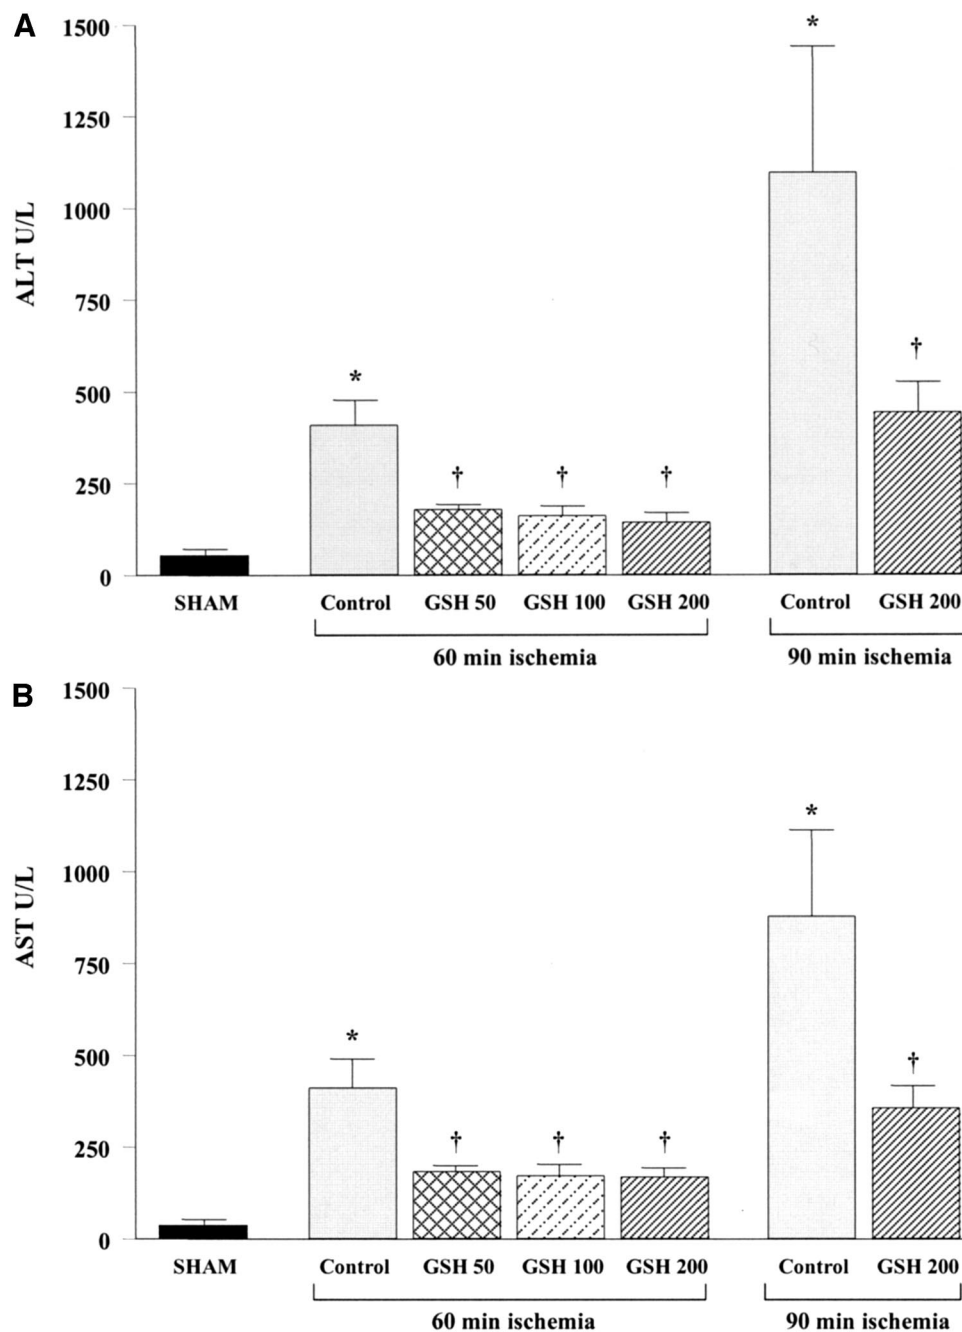 A
1500
*
1250
1000
ALT U/L
750
†
500
*
250
† † †
0
SHAM Control GSH 50 GSH 100 GSH 200 Control GSH 200
60 min ischemia 90 min ischemia
B
1500
1250
*
1000
AST U/L
750
500
* †
250
† † †
0
SHAM Control GSH 50 GSH 100 GSH 200 Control GSH 200
60 min ischemia 90 min ischemia